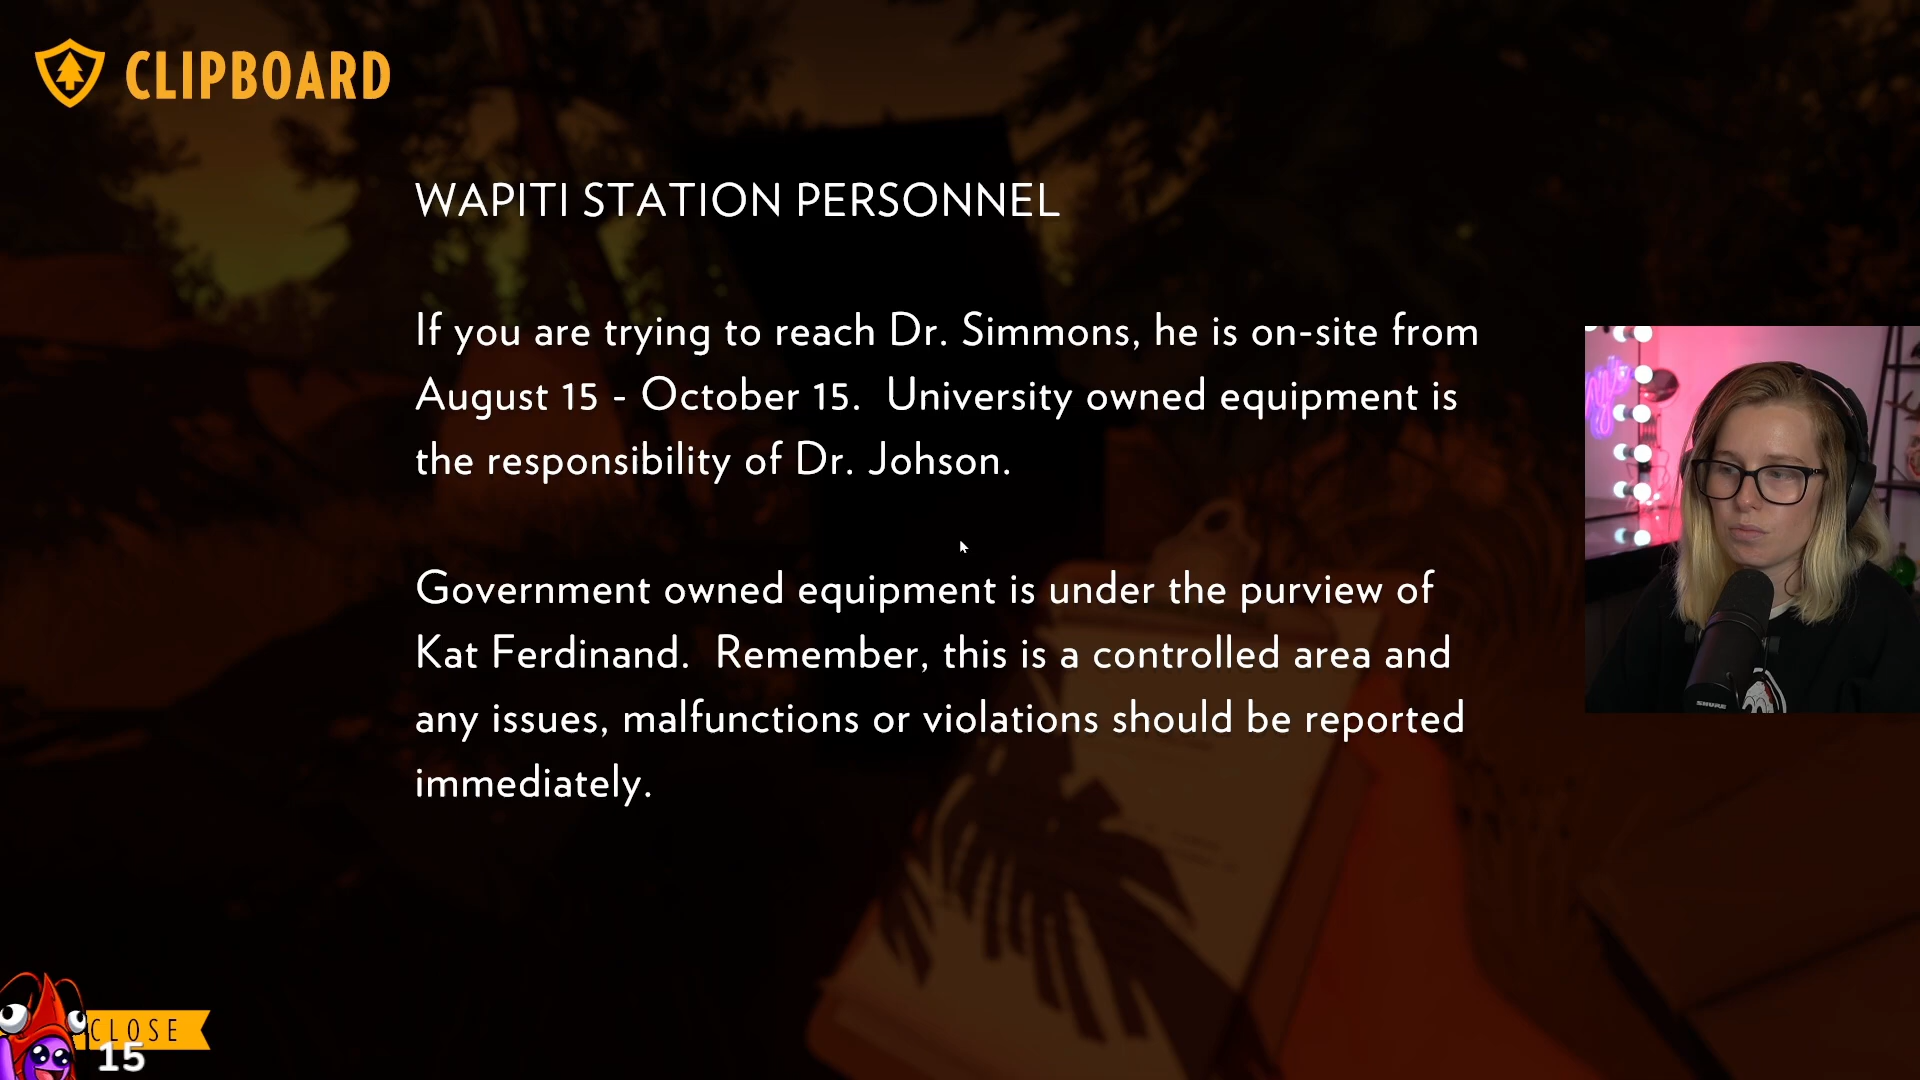 CLIPBOARD
WAPITI STATION PERSONNEL
If you are trying to reach Dr. Simmons, he is on-site from
August 15 - October 15. University owned equipment is
the responsibility of Dr. Johson.
Government owned equipment is under the purview of
Kat Ferdinand. Remember, this is a controlled area and
any issues, malfunctions or violations should be reported
immediately.
SHURE
CLOSE
15